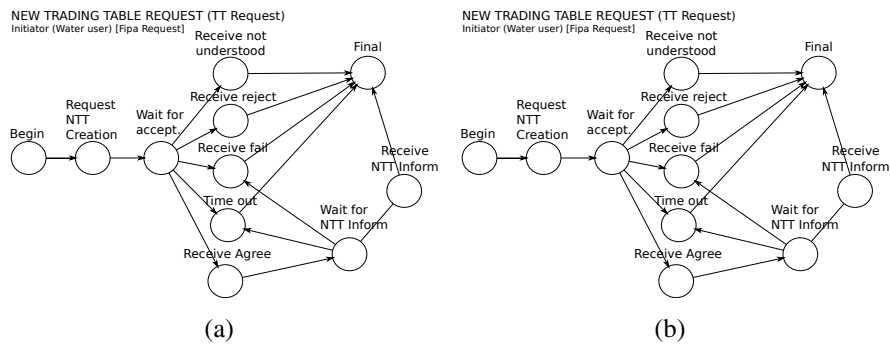 NEW TRADING TABLE REQUEST (TT Request)
Initiator (Water user) [Fipa Request]
Receive not
understood
Final
Receive reject
Request
NTT
Creation
Wait for
accept.
Begin
Receive fail
Receive
NTT Inform
Time out
Wait for
NTT Inform
Receive Agree
(a)
NEW TRADING TABLE REQUEST (TT Request)
Initiator (Water user) [Fipa Request]
Receive not
understood
Final
Receive reject
Request
NTT
Creation
Wait for
accept.
Begin
Receive fail
Receive
NTT Inform
Time out
Wait for
NTT Inform
Receive Agree
(b)